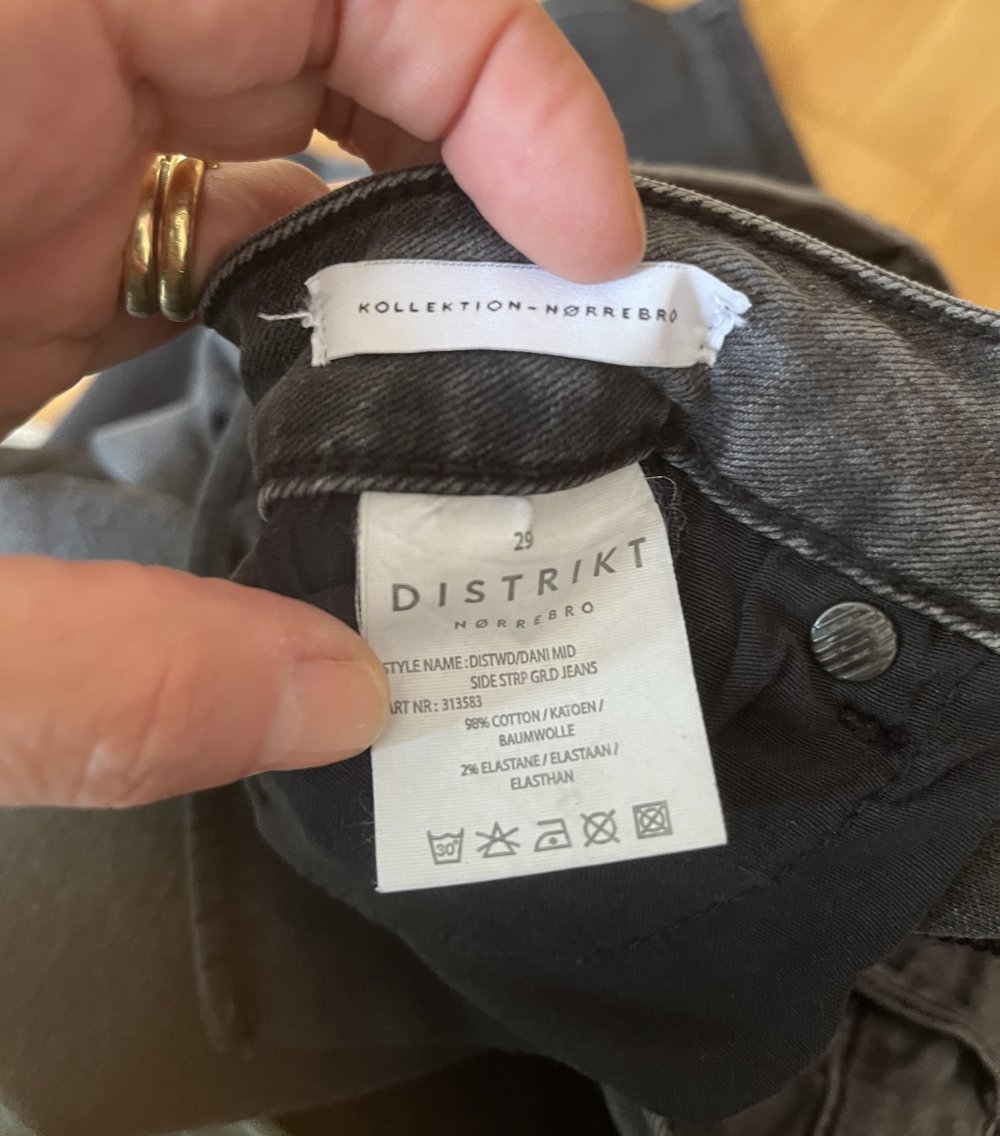 KOLLEKTION-NØRREBRO
29
DISTRIKT
NØRREBRO
STYLE NAME: DISTWD/DANI MID
SIDE STRP GR.D JEANS
ART NR: 313583
98% COTTON / KATOEN /
BAUMWOLLE
2% ELASTANE / ELASTAAN /
ELASTHAN
30°